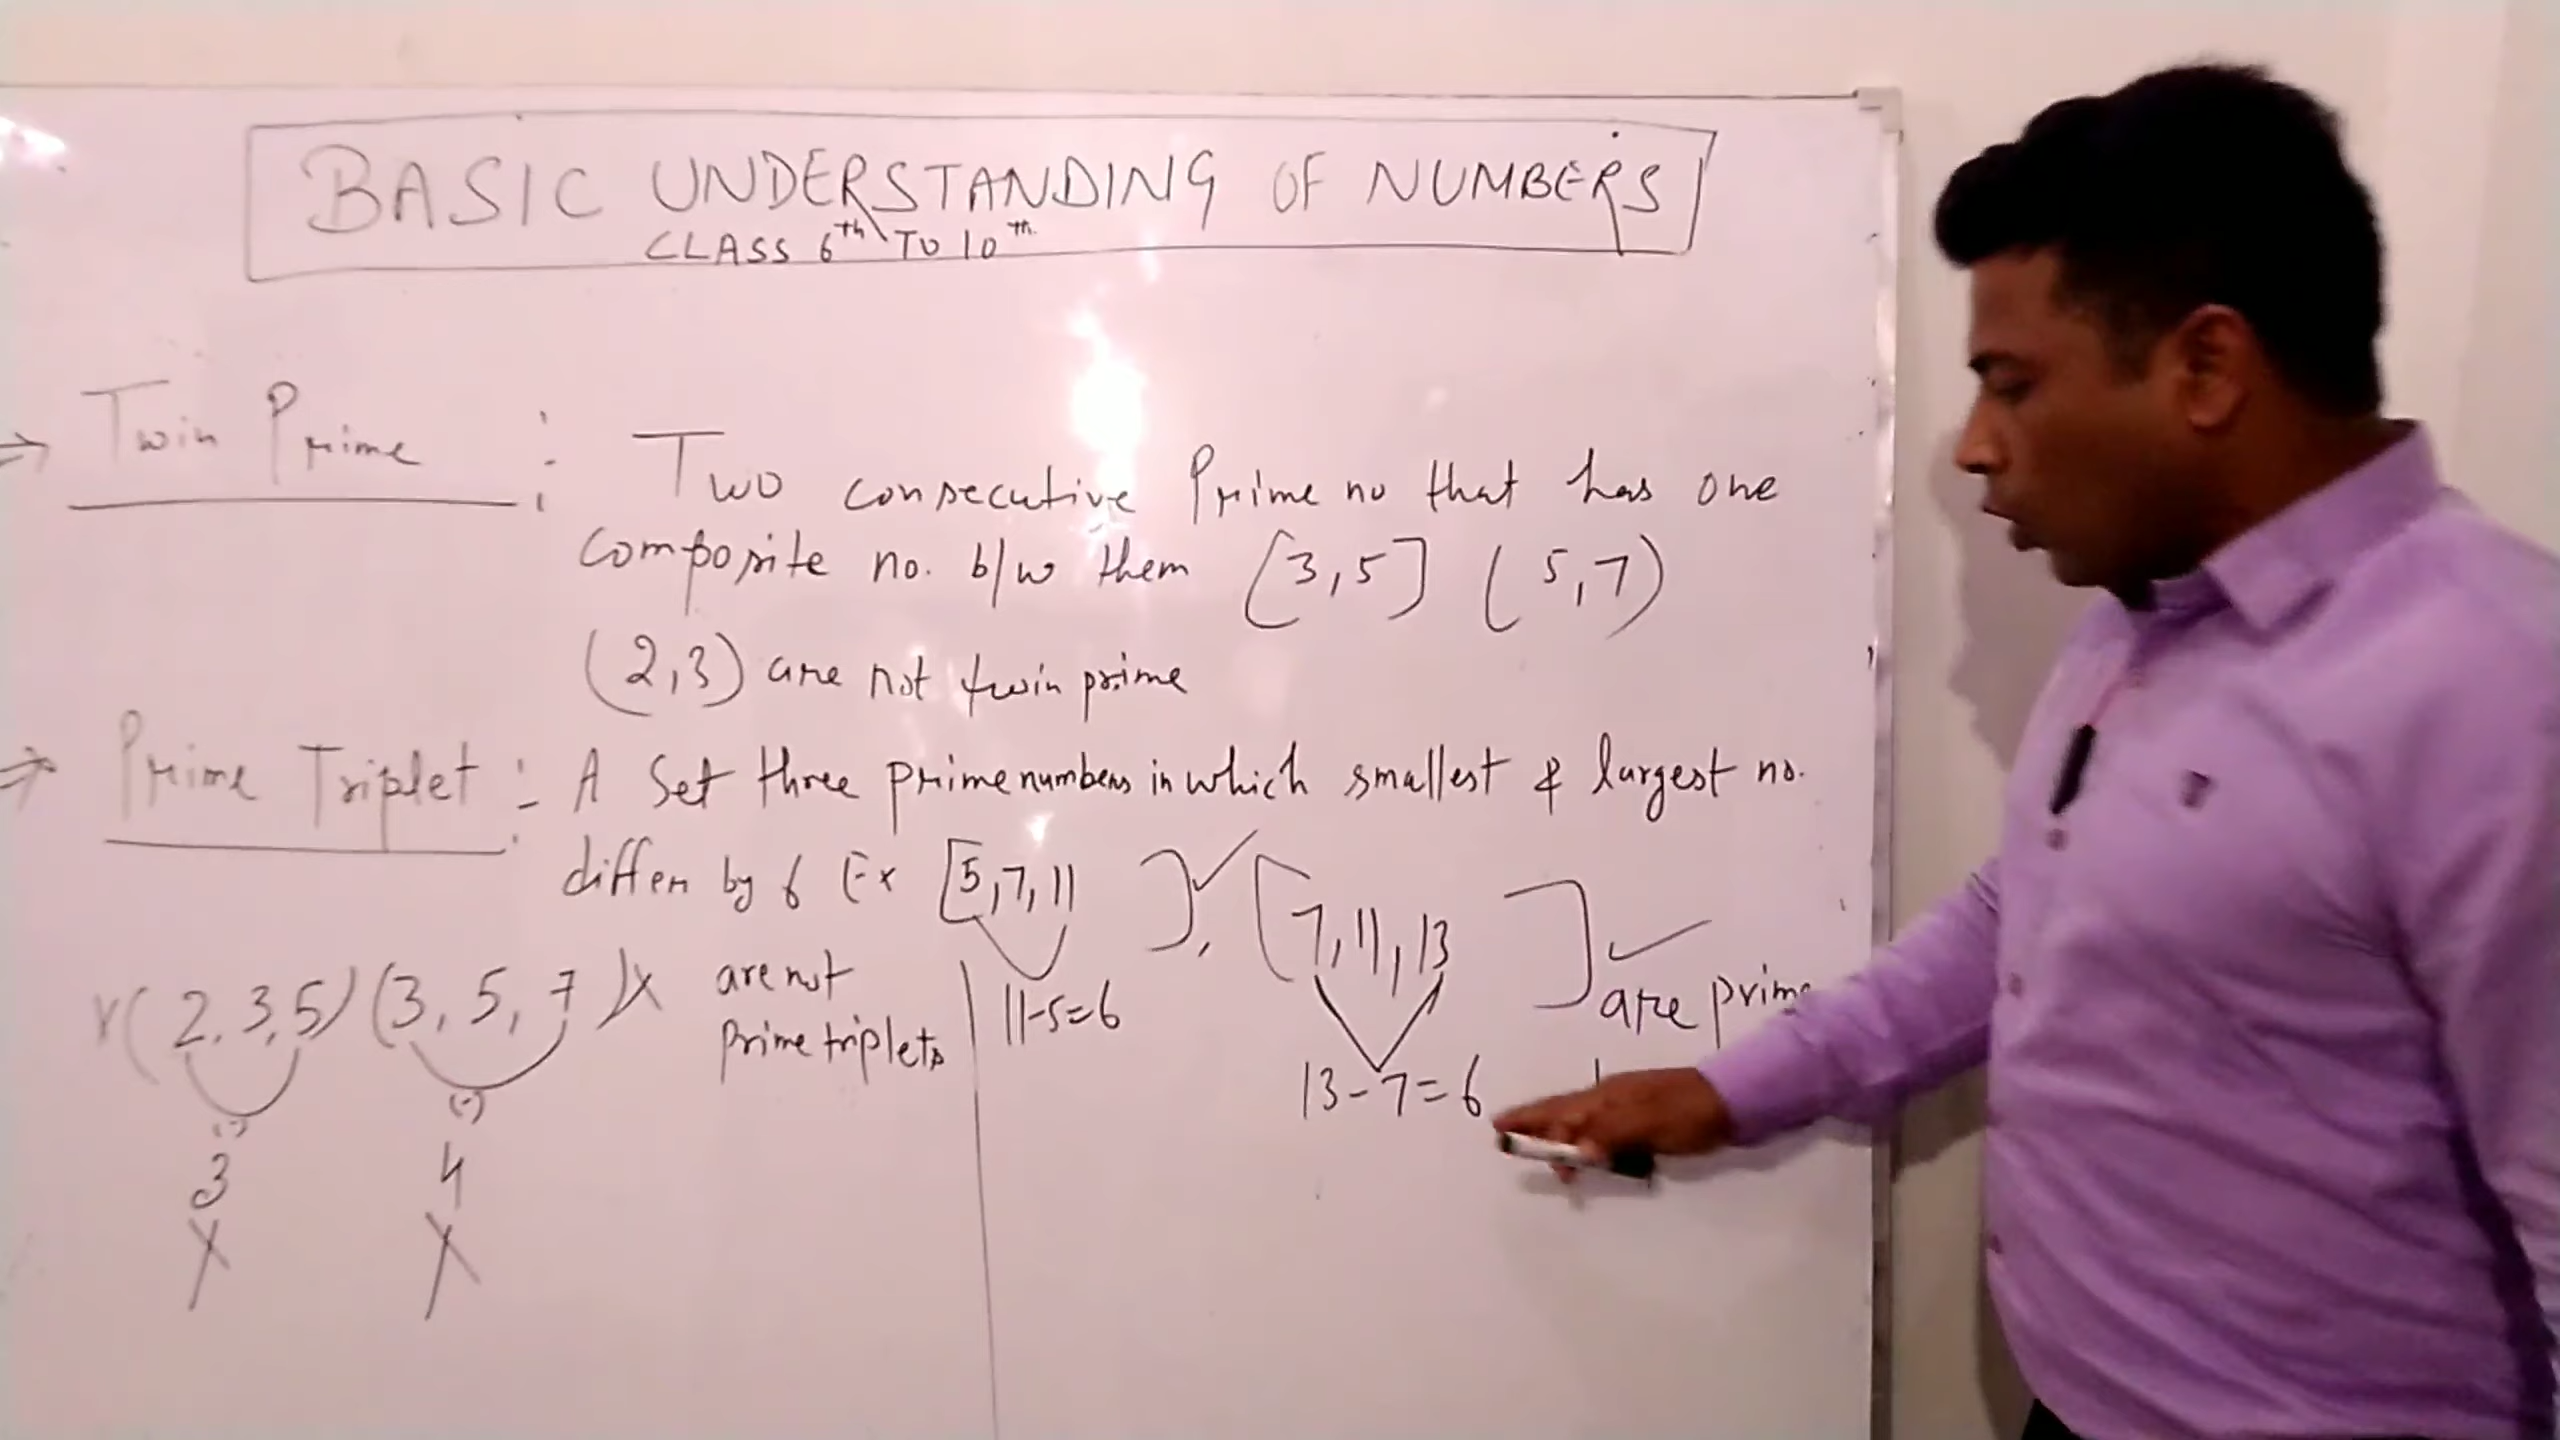 BASIC UNDERSTANDING OF NUMBERS
CLASS 6th TO 10th
⇒ Twin Prime : Two consecutive Prime no that has one
composite no. b/w them [3,5] (5,7)
(2,3) are not twin prime
⇒ Prime Triplet :- A Set three prime numbers in which smallest & largest no.
differ by 6 Ex [5,7,11] ✓, [7,11,13] ✓
(2,3,5) (3,5,7) X are not
prime triplets
11-5=6
are prime
13-7=6
(-)
3
X
(-)
4
X